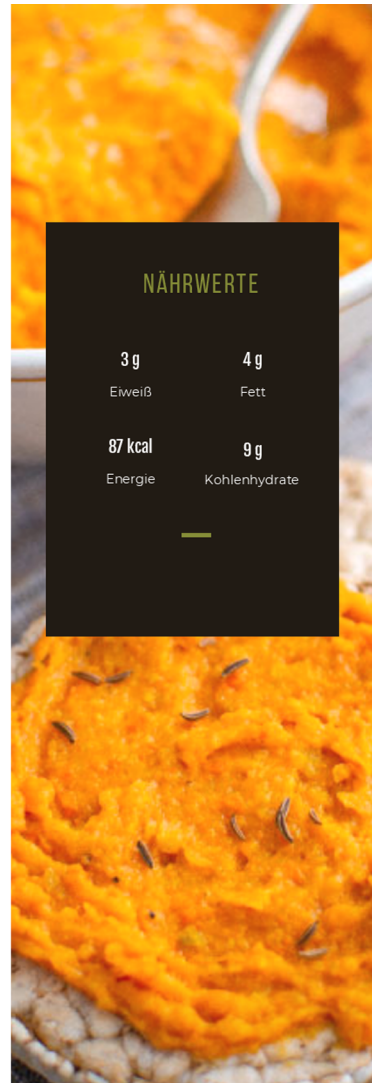 NÄHRWERTE
3 g
4 g
Eiweiß
Fett
87 kcal
9 g
Energie
Kohlenhydrate